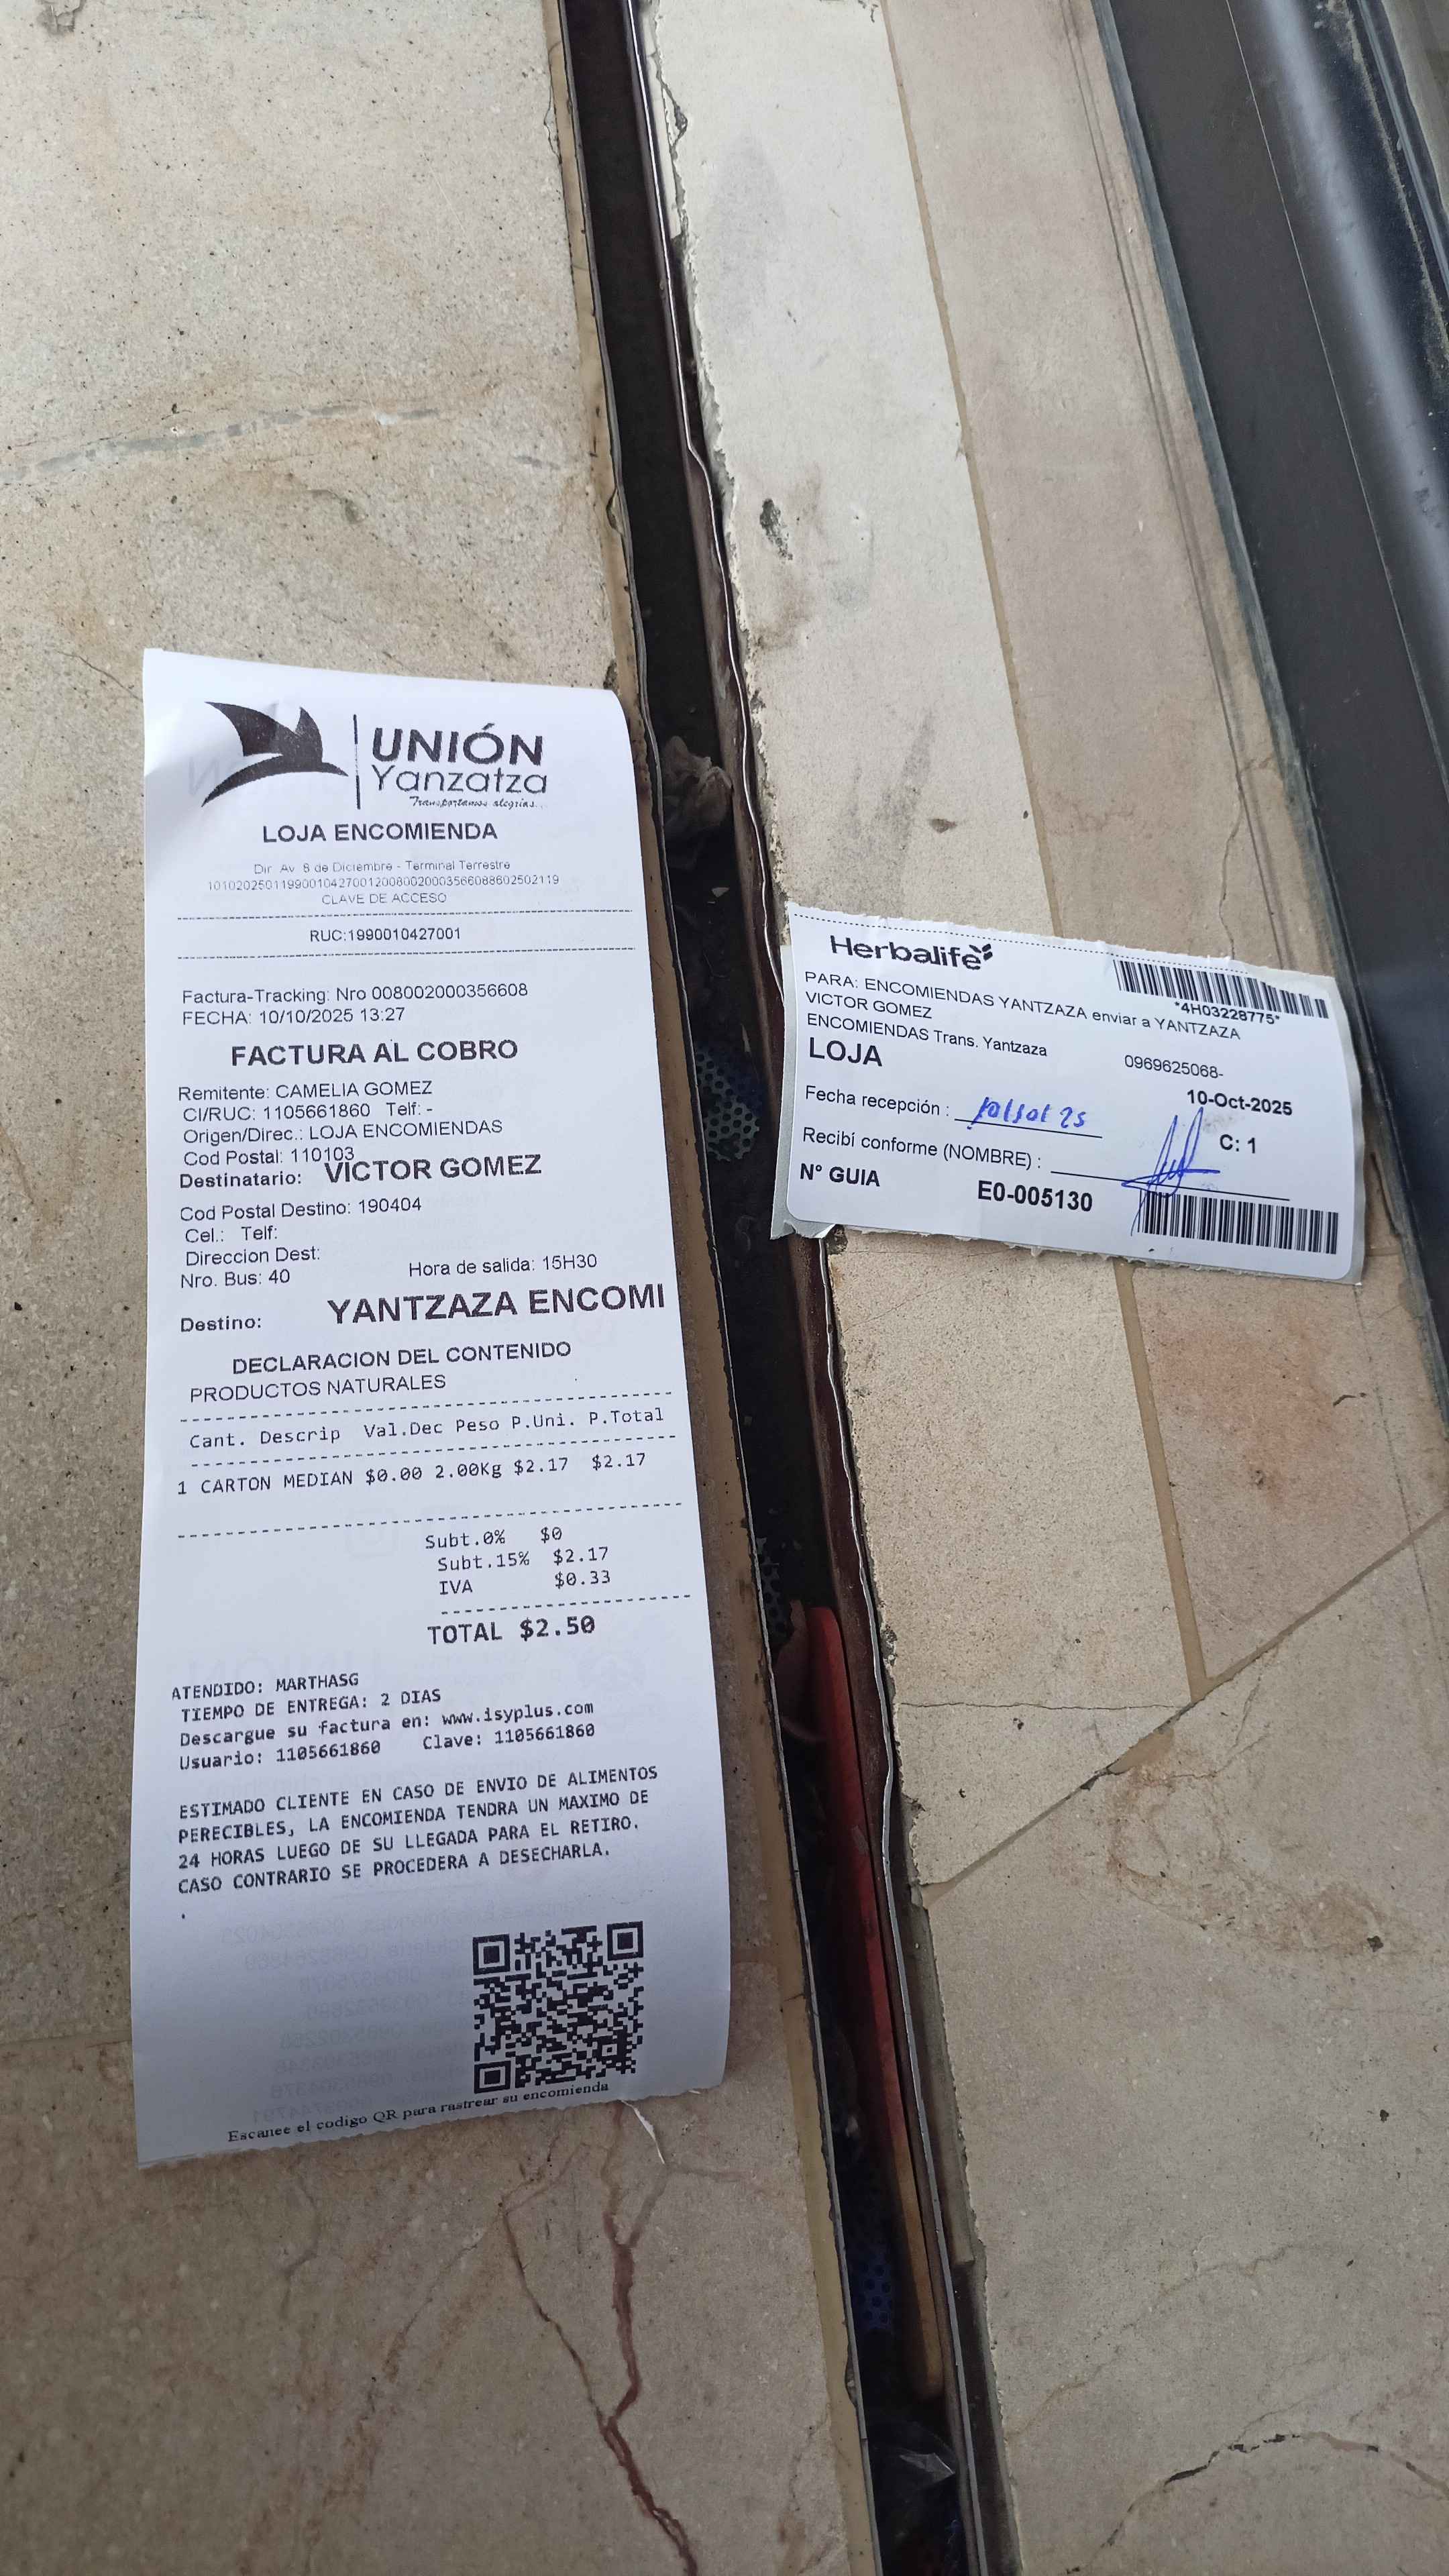 UNIÓN
Yanzatza
Transportamos alegrías...
LOJA ENCOMIENDA
Dir Av 8 de Diciembre - Terminal Terrestre
1010202501199001042700120080020003566088602502119
CLAVE DE ACCESO
RUC:1990010427001
Factura-Tracking: Nro 008002000356608
FECHA: 10/10/2025 13:27
FACTURA AL COBRO
Remitente: CAMELIA GOMEZ
CI/RUC: 1105661860 Telf: -
Origen/Direc.: LOJA ENCOMIENDAS
Cod Postal: 110103
Destinatario: VICTOR GOMEZ
Cod Postal Destino: 190404
Cel.: Telf:
Direccion Dest:
Nro. Bus: 40 Hora de salida: 15H30
Destino: YANTZAZA ENCOMI
DECLARACION DEL CONTENIDO
PRODUCTOS NATURALES
Cant. Descrip Val.Dec Peso P.Uni. P.Total
1 CARTON MEDIAN $0.00 2.00Kg $2.17 $2.17
Subt.0% $0
Subt.15% $2.17
IVA $0.33
TOTAL $2.50
ATENDIDO: MARTHASG
TIEMPO DE ENTREGA: 2 DIAS
Descargue su factura en: www.isyplus.com
Usuario: 1105661860 Clave: 1105661860
ESTIMADO CLIENTE EN CASO DE ENVIO DE ALIMENTOS
PERECIBLES, LA ENCOMIENDA TENDRA UN MAXIMO DE
24 HORAS LUEGO DE SU LLEGADA PARA EL RETIRO.
CASO CONTRARIO SE PROCEDERA A DESECHARLA.
.
Escanee el codigo QR para rastrear su encomienda
Herbalife
*4H03228775*
PARA: ENCOMIENDAS YANTZAZA enviar a YANTZAZA
VICTOR GOMEZ
ENCOMIENDAS Trans. Yantzaza 0969625068-
LOJA
10-Oct-2025
Fecha recepción :
C: 1
Recibí conforme (NOMBRE) :
N° GUIA E0-005130